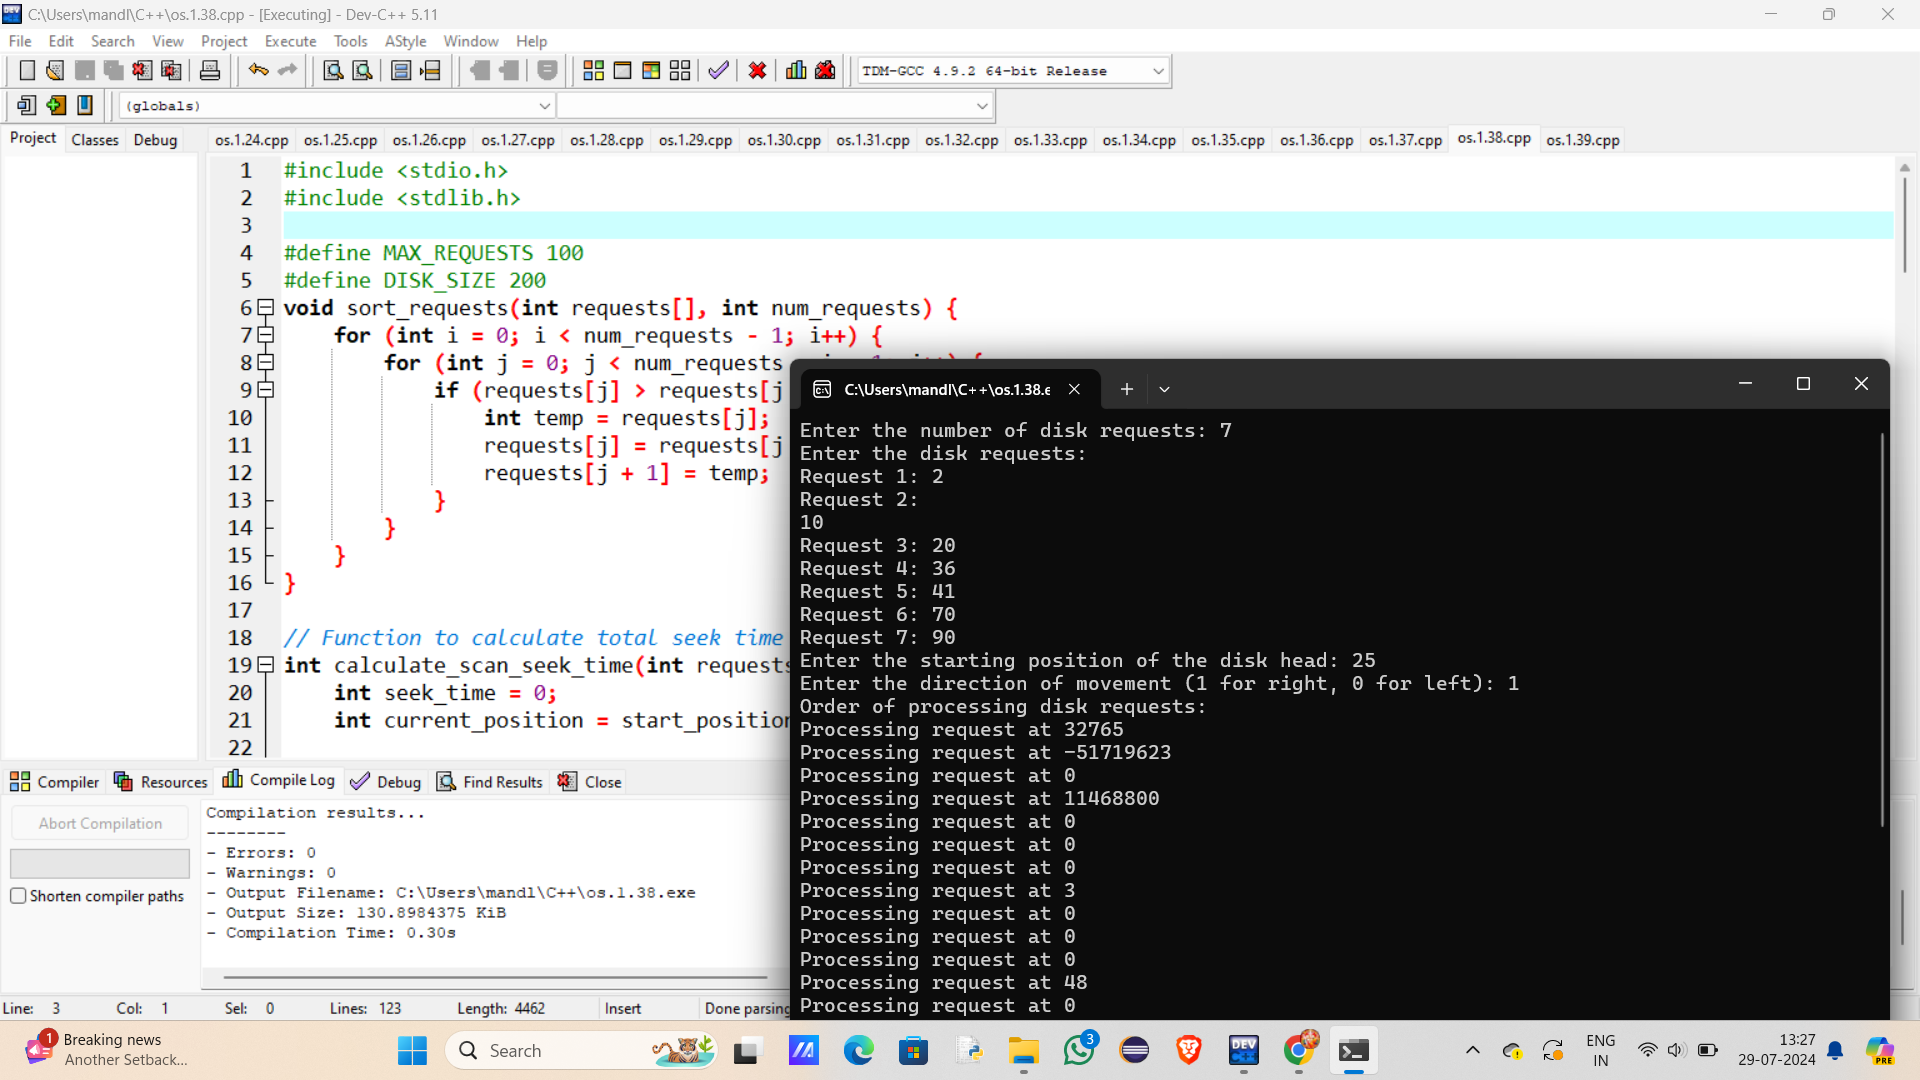 C:\Users\mandl\C++\os.1.38.cpp - [Executing] - Dev-C++ 5.11
File Edit Search View Project Execute Tools AStyle Window Help
TDM-GCC 4.9.2 64-bit Release
(globals)
Project Classes Debug
os.1.24.cpp os.1.25.cpp os.1.26.cpp os.1.27.cpp os.1.28.cpp os.1.29.cpp os.1.30.cpp os.1.31.cpp os.1.32.cpp os.1.33.cpp os.1.34.cpp os.1.35.cpp os.1.36.cpp os.1.37.cpp os.1.38.cpp os.1.39.cpp
1 #include <stdio.h>
2 #include <stdlib.h>
3
4 #define MAX_REQUESTS 100
5 #define DISK_SIZE 200
6 void sort_requests(int requests[], int num_requests) {
7 for (int i = 0; i < num_requests - 1; i++) {
8 for (int j = 0; j < num_requests
9 if (requests[j] > requests[j
10 int temp = requests[j];
11 requests[j] = requests[j
12 requests[j + 1] = temp;
13 }
14 }
15 }
16 }
17
18 // Function to calculate total seek time
19 int calculate_scan_seek_time(int requests
20 int seek_time = 0;
21 int current_position = start_position
22
C:\Users\mandl\C++\os.1.38.e
Enter the number of disk requests: 7
Enter the disk requests:
Request 1: 2
Request 2:
10
Request 3: 20
Request 4: 36
Request 5: 41
Request 6: 70
Request 7: 90
Enter the starting position of the disk head: 25
Enter the direction of movement (1 for right, 0 for left): 1
Order of processing disk requests:
Processing request at 32765
Processing request at -51719623
Processing request at 0
Processing request at 11468800
Processing request at 0
Processing request at 0
Processing request at 0
Processing request at 3
Processing request at 0
Processing request at 0
Processing request at 0
Processing request at 48
Processing request at 0
Compiler Resources Compile Log Debug Find Results Close
Abort Compilation
Shorten compiler paths
Compilation results...
--------
- Errors: 0
- Warnings: 0
- Output Filename: C:\Users\mandl\C++\os.1.38.exe
- Output Size: 130.8984375 KiB
- Compilation Time: 0.30s
Line: 3 Col: 1 Sel: 0 Lines: 123 Length: 4462 Insert Done parsing
1
Breaking news
Another Setback...
Search
DEV
3
ENG
IN
13:27
29-07-2024
PRE